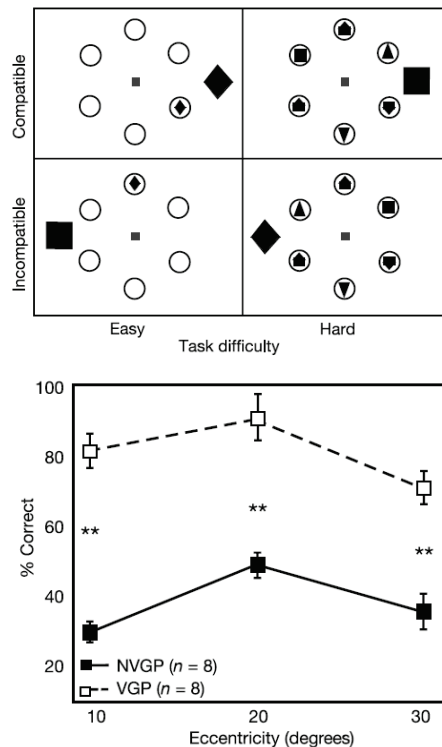 Compatible
Incompatible
Easy Hard
Task difficulty
100
80
60
40
20
% Correct
**
**
**
NVGP (n = 8)
VGP (n = 8)
10 20 30
Eccentricity (degrees)